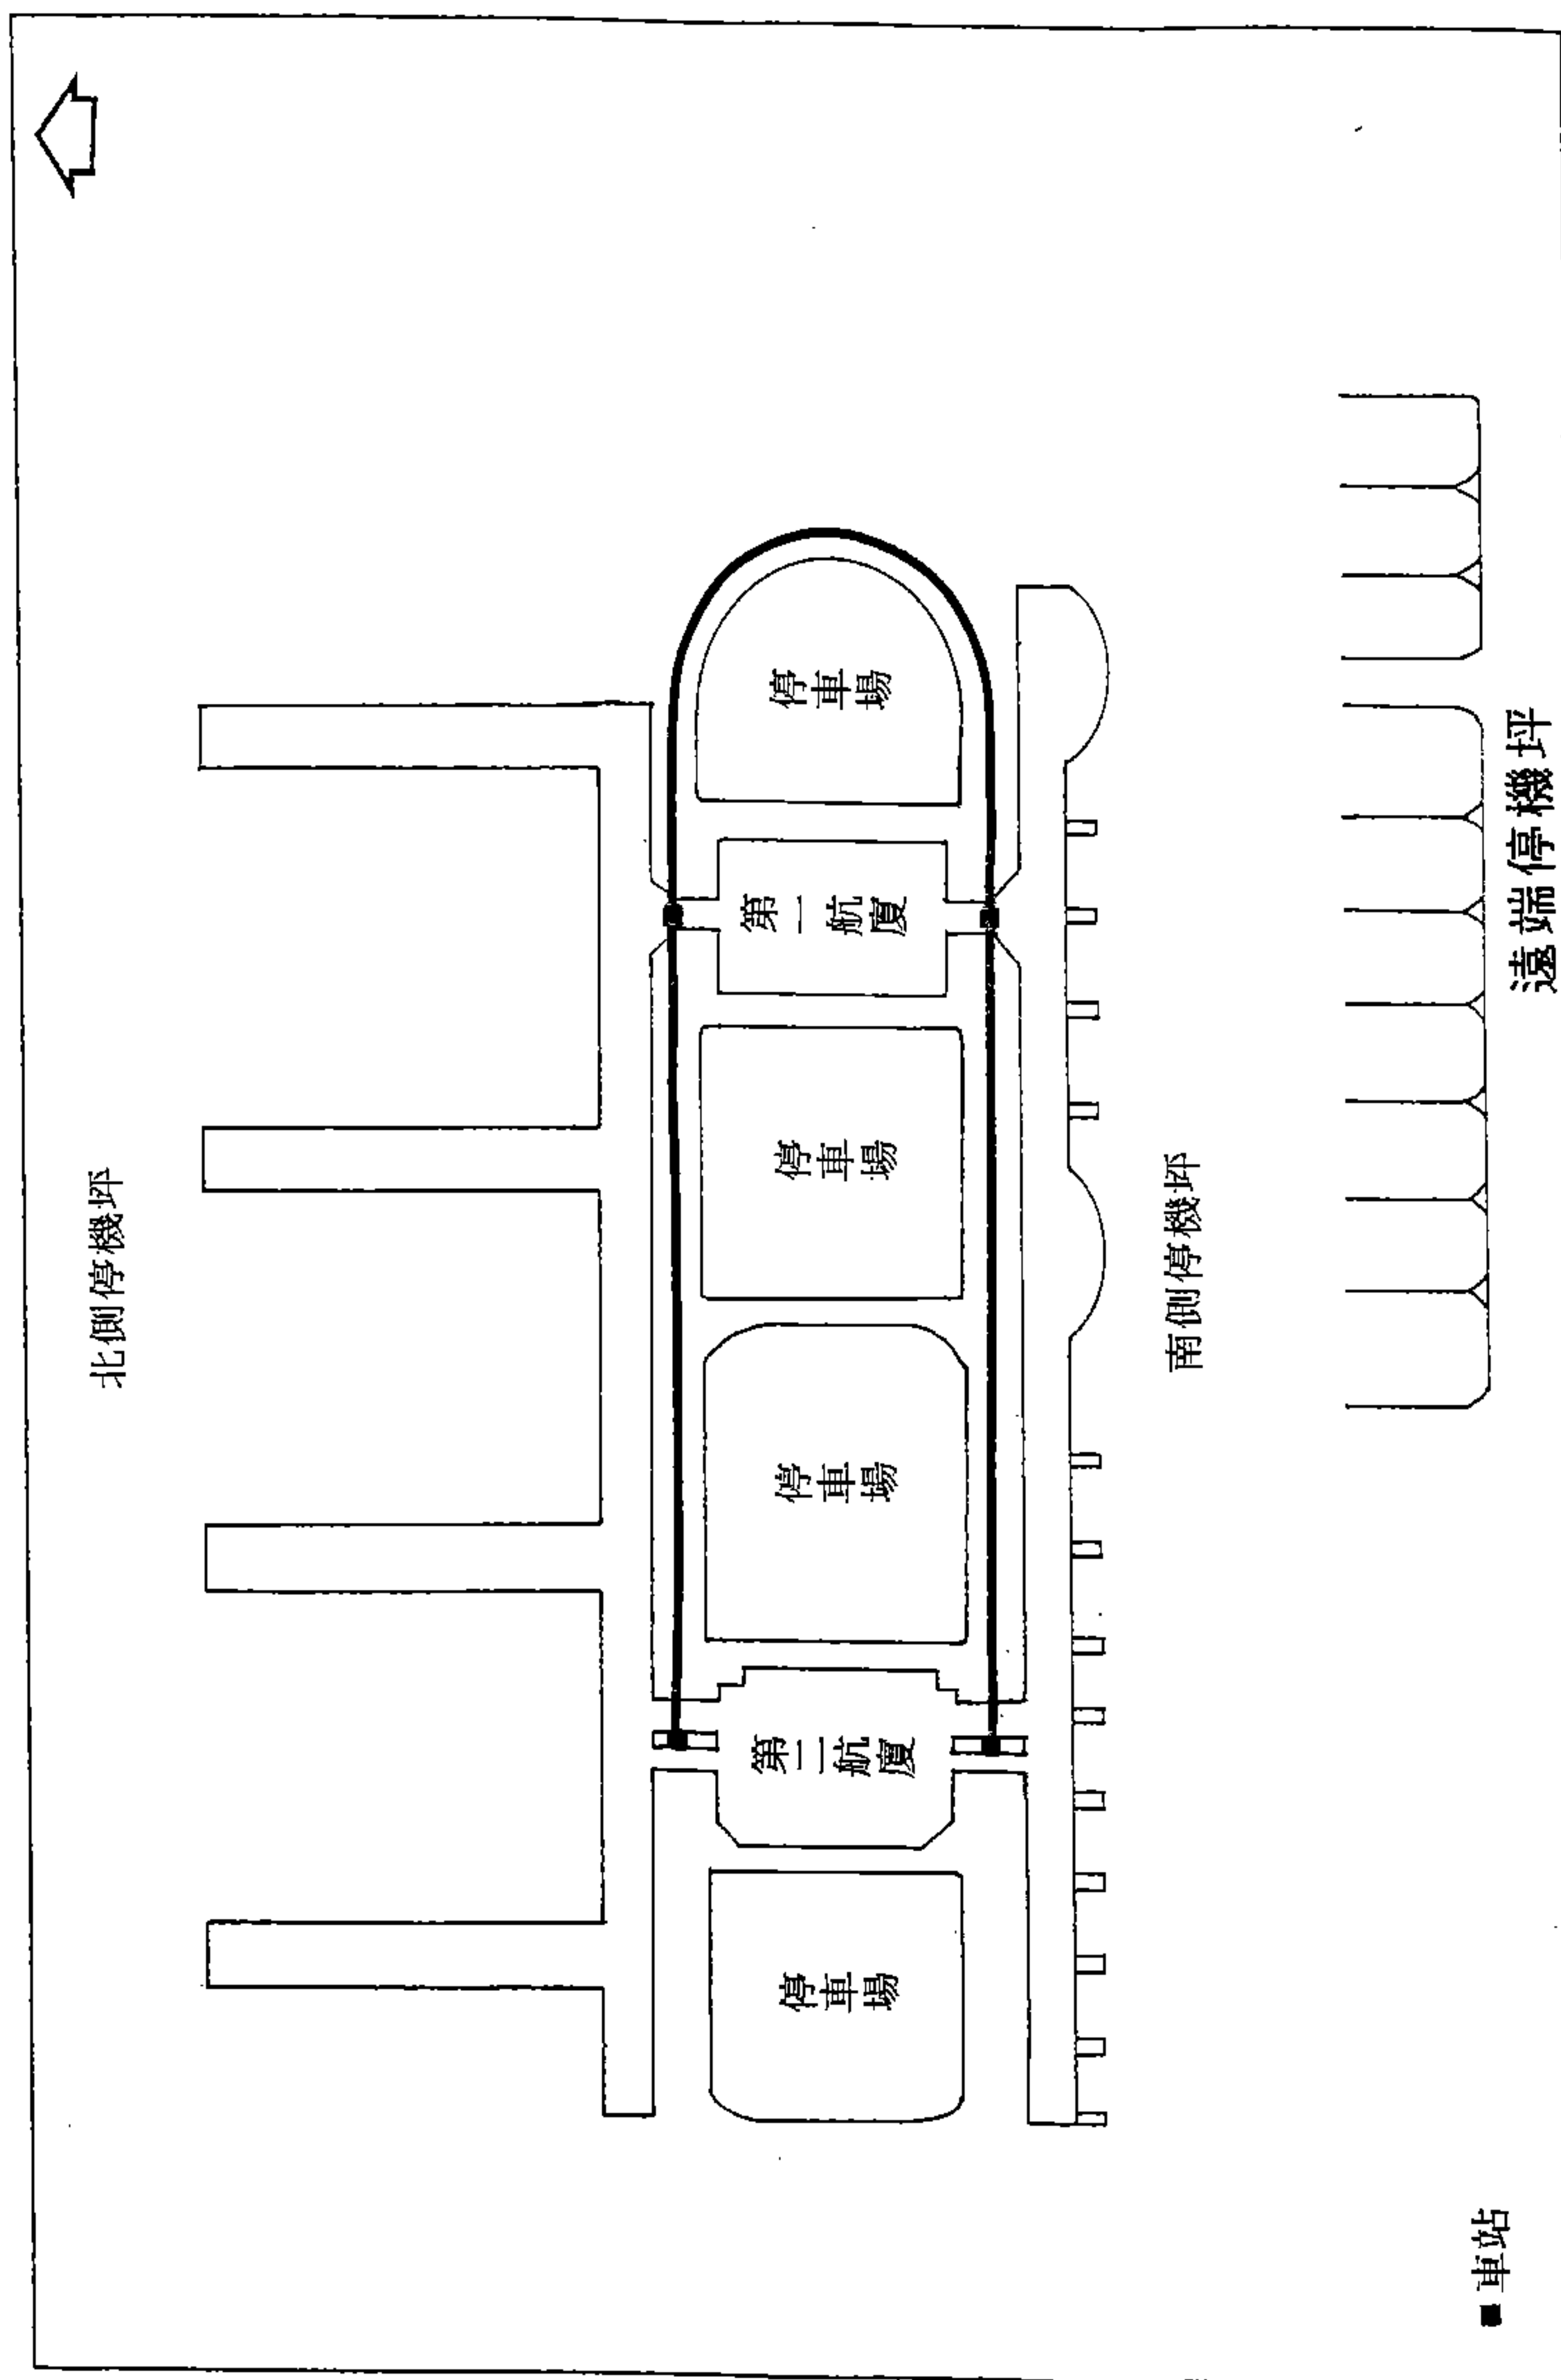 北側停機坪
停車場
第二航廈
停車場
停車場
第一航廈
停車場
南側停機坪
遠端停機坪
■ 車站